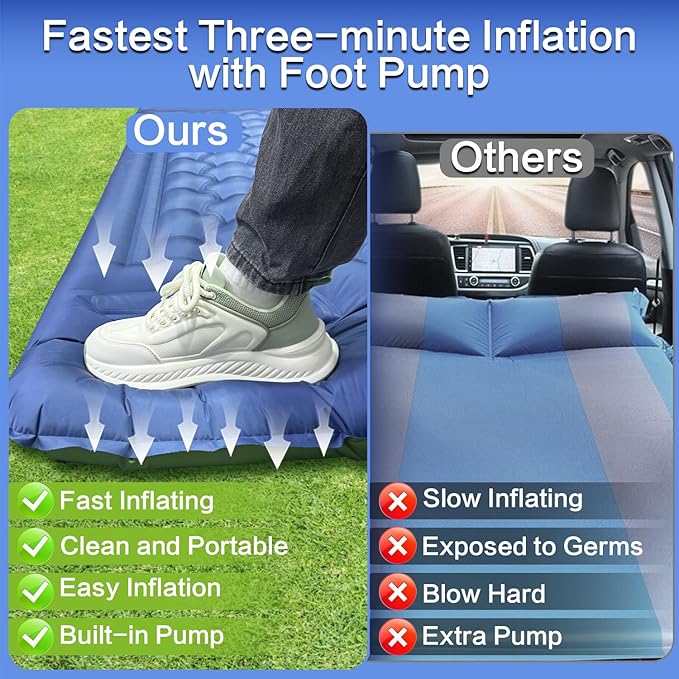 Fastest Three-minute Inflation
with Foot Pump
Ours
Others
Fast Inflating
Clean and Portable
Easy Inflation
Built-in Pump
Slow Inflating
Exposed to Germs
Blow Hard
Extra Pump